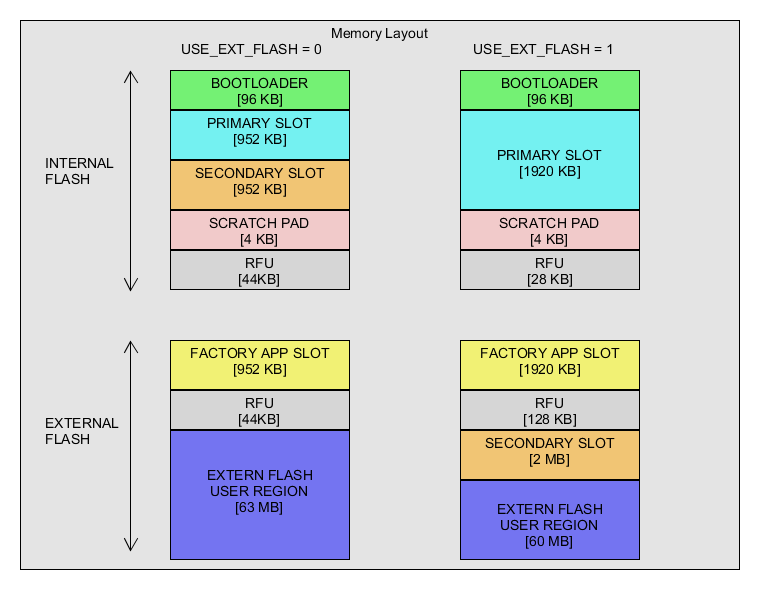 Memory Layout
USE_EXT_FLASH = 0
USE_EXT_FLASH = 1
INTERNAL
FLASH
BOOTLOADER
[96 KB]
PRIMARY SLOT
[952 KB]
SECONDARY SLOT
[952 KB]
SCRATCH PAD
[4 KB]
RFU
[44KB]
BOOTLOADER
[96 KB]
PRIMARY SLOT
[1920 KB]
SCRATCH PAD
[4 KB]
RFU
[28 KB]
EXTERNAL
FLASH
FACTORY APP SLOT
[952 KB]
RFU
[44KB]
EXTERN FLASH
USER REGION
[63 MB]
FACTORY APP SLOT
[1920 KB]
RFU
[128 KB]
SECONDARY SLOT
[2 MB]
EXTERN FLASH
USER REGION
[60 MB]